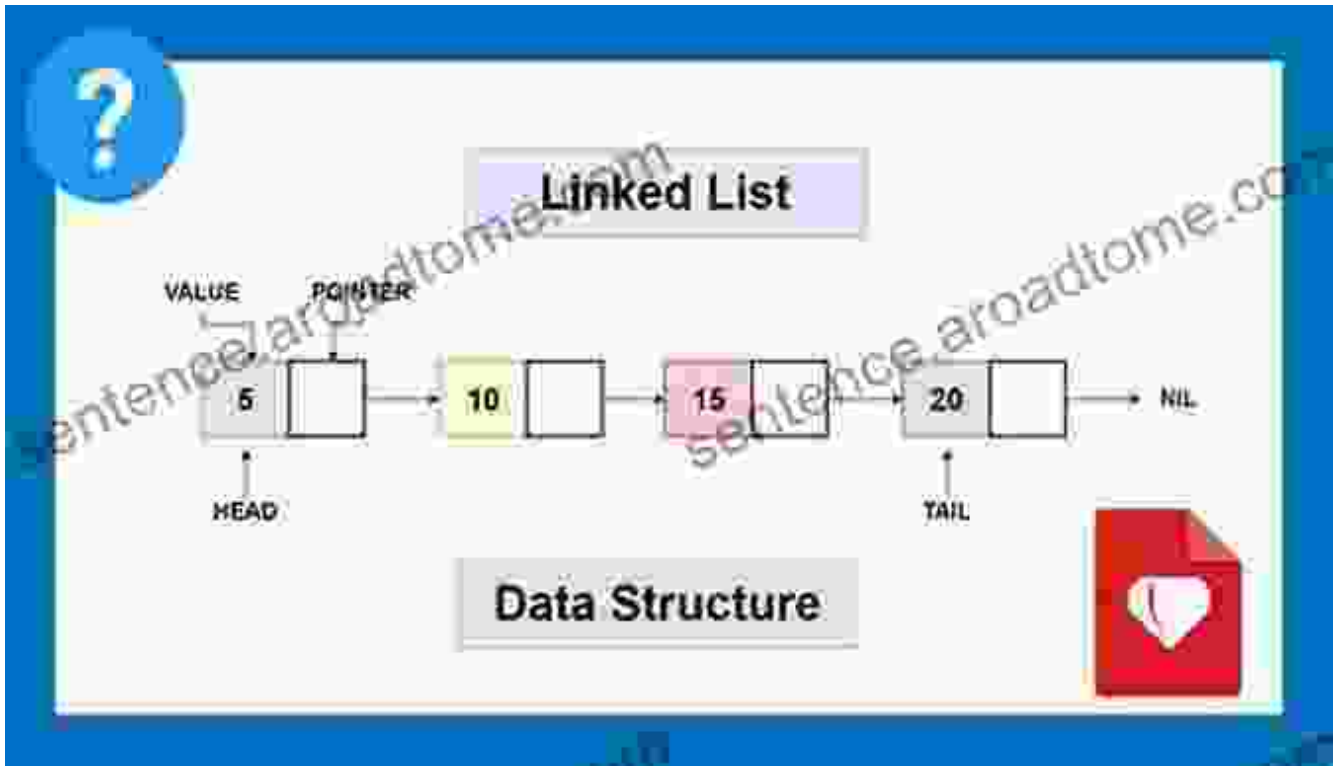 ?
Linked List
VALUE POINTER
5 10 15 20 NIL
HEAD TAIL
Data Structure
sentence.aroadtome.com
sentence.aroadtome.com